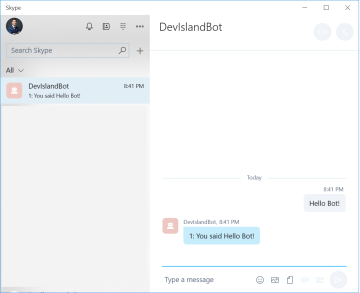 Skype
DevIslandBot
Search Skype
All
DevIslandBot
8:41 PM
1: You said Hello Bot!
Today
8:41 PM
Hello Bot!
DevIslandBot, 8:41 PM
1: You said Hello Bot!
Type a message